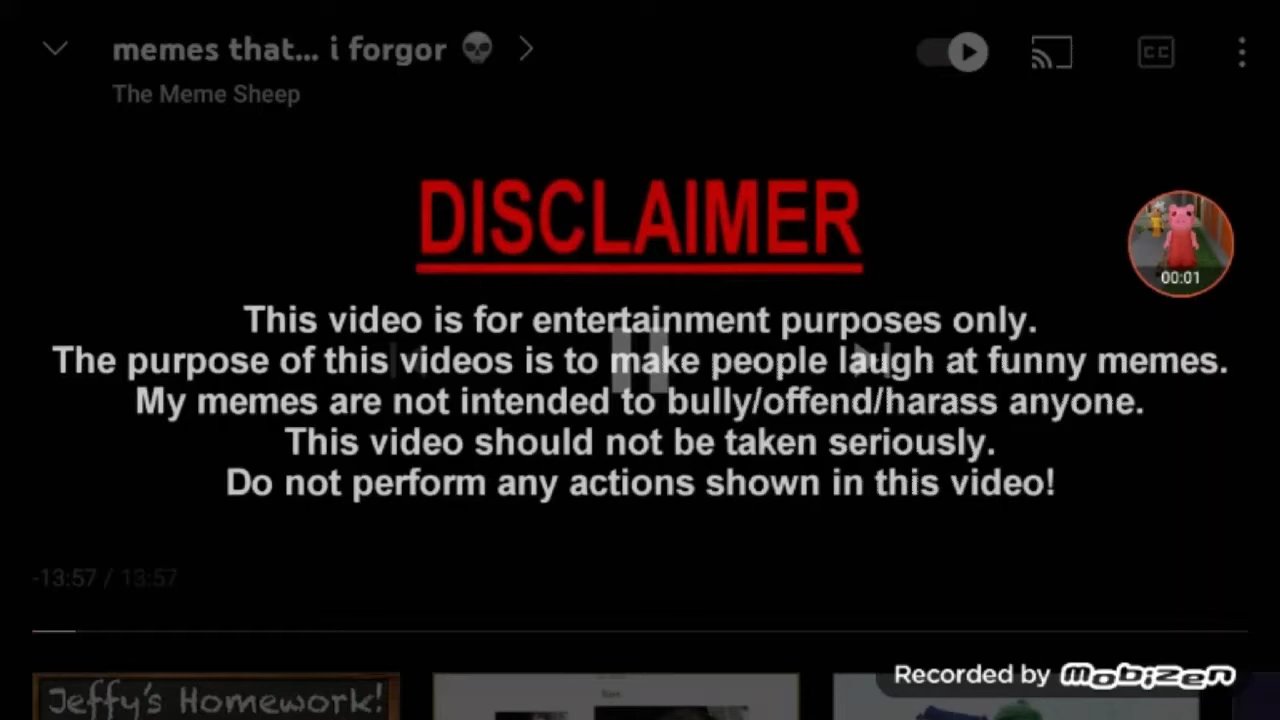 memes that... i forgor 💀
The Meme Sheep
CC
DISCLAIMER
00:01
This video is for entertainment purposes only.
The purpose of this videos is to make people laugh at funny memes.
My memes are not intended to bully/offend/harass anyone.
This video should not be taken seriously.
Do not perform any actions shown in this video!
-13:57 / 13:57
Jeffy's Homework!
Recorded by mobizen